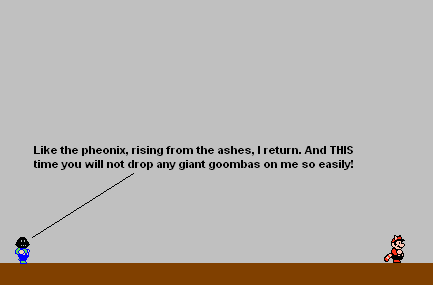 Like the pheonix, rising from the ashes, I return. And THIS
time you will not drop any giant goombas on me so easily!